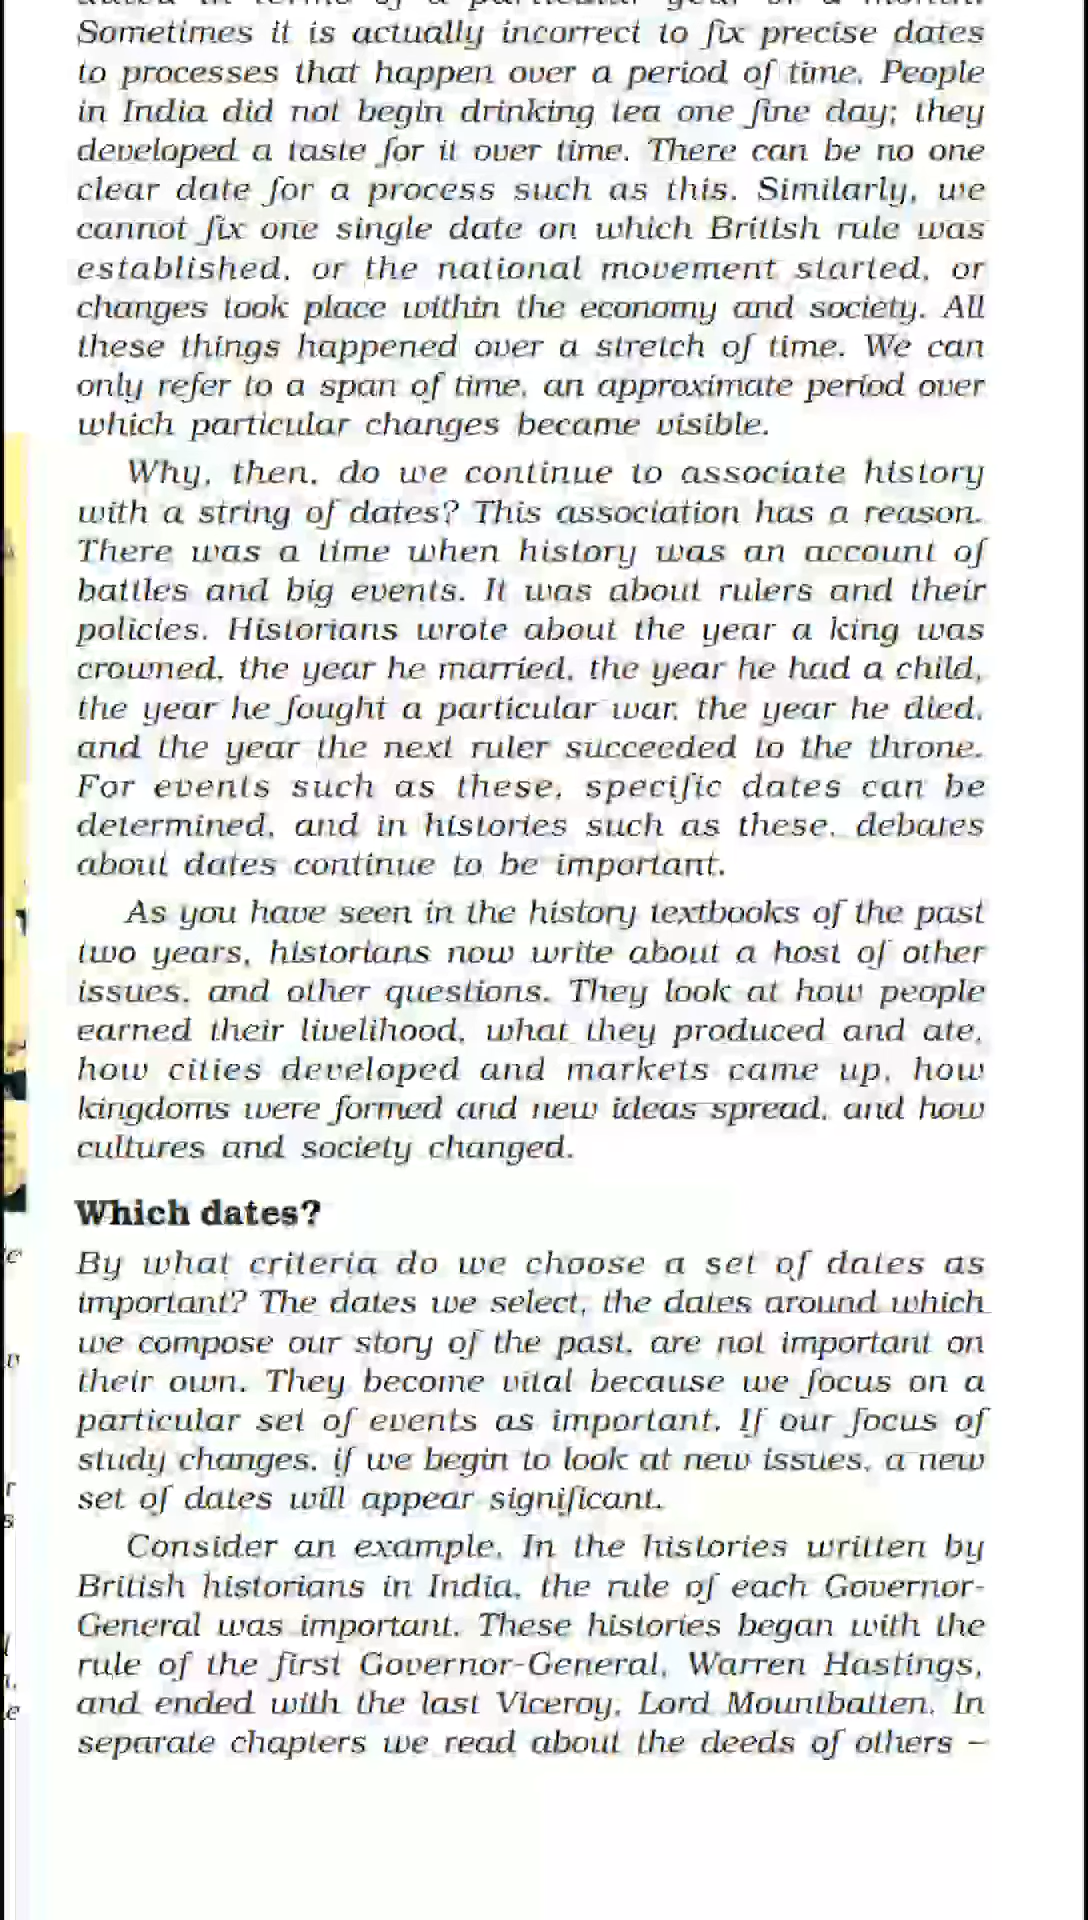 Sometimes it is actually incorrect to fix precise dates
to processes that happen over a period of time. People
in India did not begin drinking tea one fine day; they
developed a taste for it over time. There can be no one
clear date for a process such as this. Similarly, we
cannot fix one single date on which British rule was
established, or the national movement started, or
changes took place within the economy and society. All
these things happened over a stretch of time. We can
only refer to a span of time, an approximate period over
which particular changes became visible.
Why, then, do we continue to associate history
with a string of dates? This association has a reason.
There was a time when history was an account of
battles and big events. It was about rulers and their
policies. Historians wrote about the year a king was
crowned, the year he married, the year he had a child,
the year he fought a particular war, the year he died,
and the year the next ruler succeeded to the throne.
For events such as these, specific dates can be
determined, and in histories such as these, debates
about dates continue to be important.
As you have seen in the history textbooks of the past
two years, historians now write about a host of other
issues, and other questions. They look at how people
earned their livelihood, what they produced and ate,
how cities developed and markets came up, how
kingdoms were formed and new ideas spread, and how
cultures and society changed.
Which dates?
By what criteria do we choose a set of dates as
important? The dates we select, the dates around which
we compose our story of the past, are not important on
their own. They become vital because we focus on a
particular set of events as important. If our focus of
study changes, if we begin to look at new issues, a new
set of dates will appear significant.
Consider an example. In the histories written by
British historians in India, the rule of each Governor-
General was important. These histories began with the
rule of the first Governor-General, Warren Hastings,
and ended with the last Viceroy, Lord Mountbatten. In
separate chapters we read about the deeds of others –